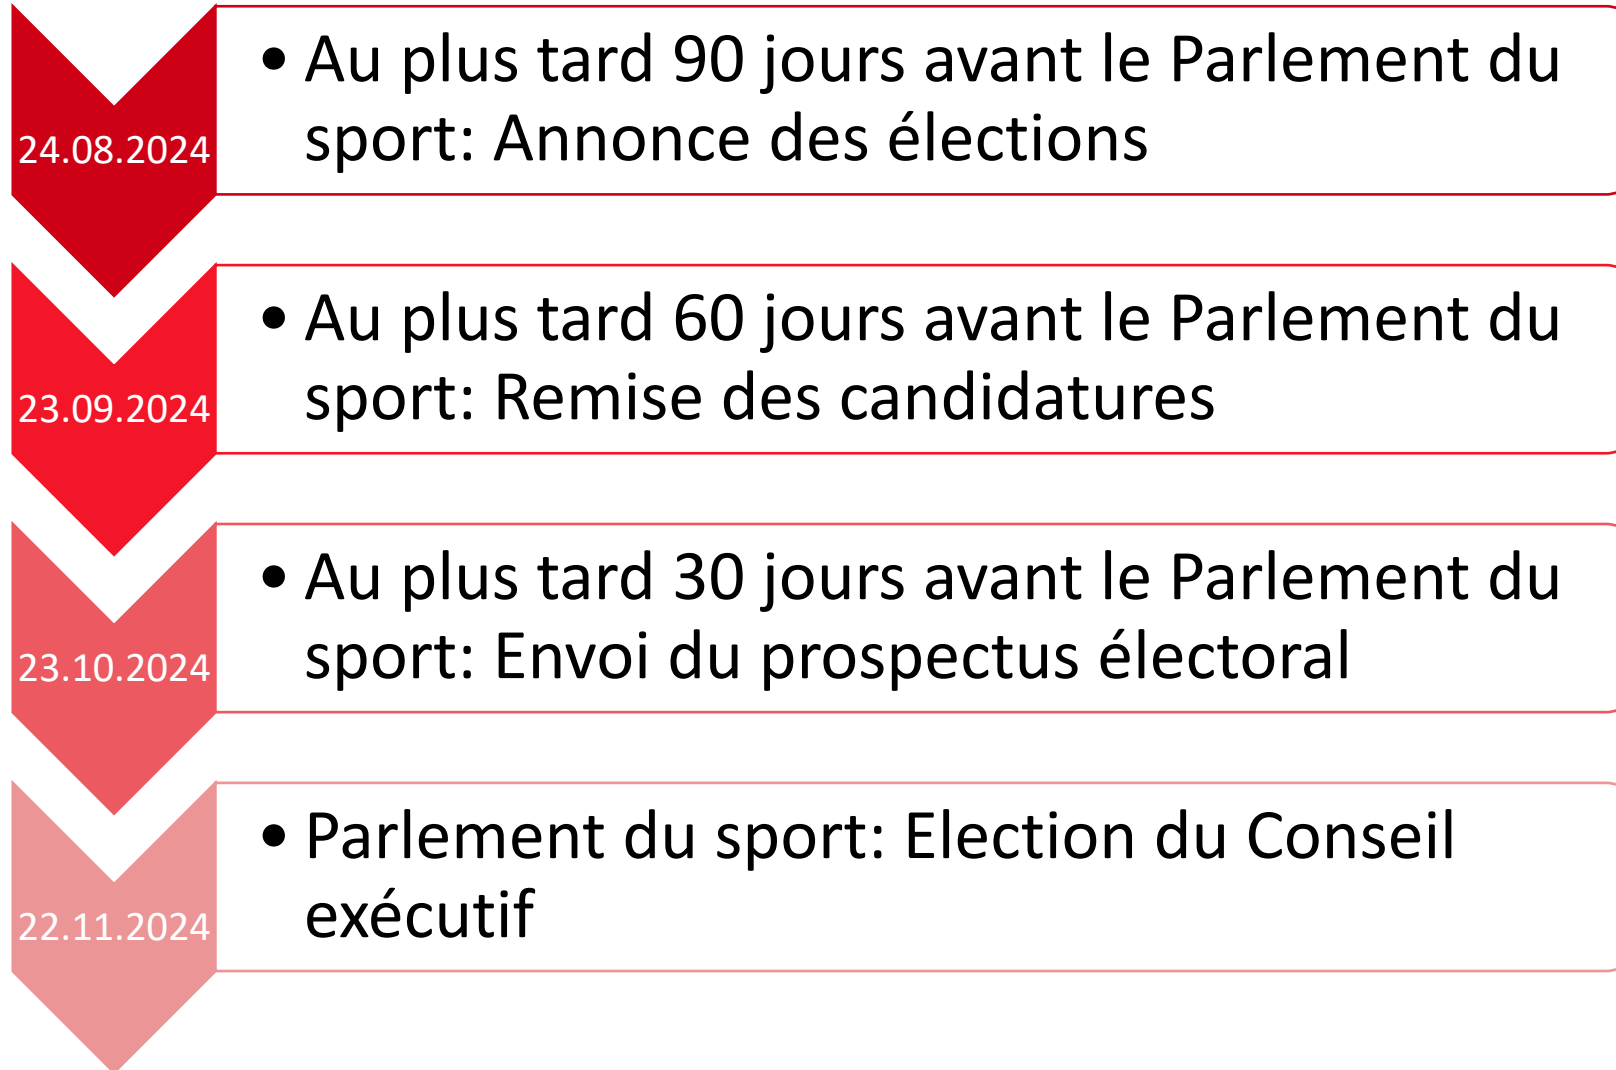 24.08.2024
• Au plus tard 90 jours avant le Parlement du
sport: Annonce des élections
23.09.2024
• Au plus tard 60 jours avant le Parlement du
sport: Remise des candidatures
23.10.2024
• Au plus tard 30 jours avant le Parlement du
sport: Envoi du prospectus électoral
22.11.2024
• Parlement du sport: Election du Conseil
exécutif